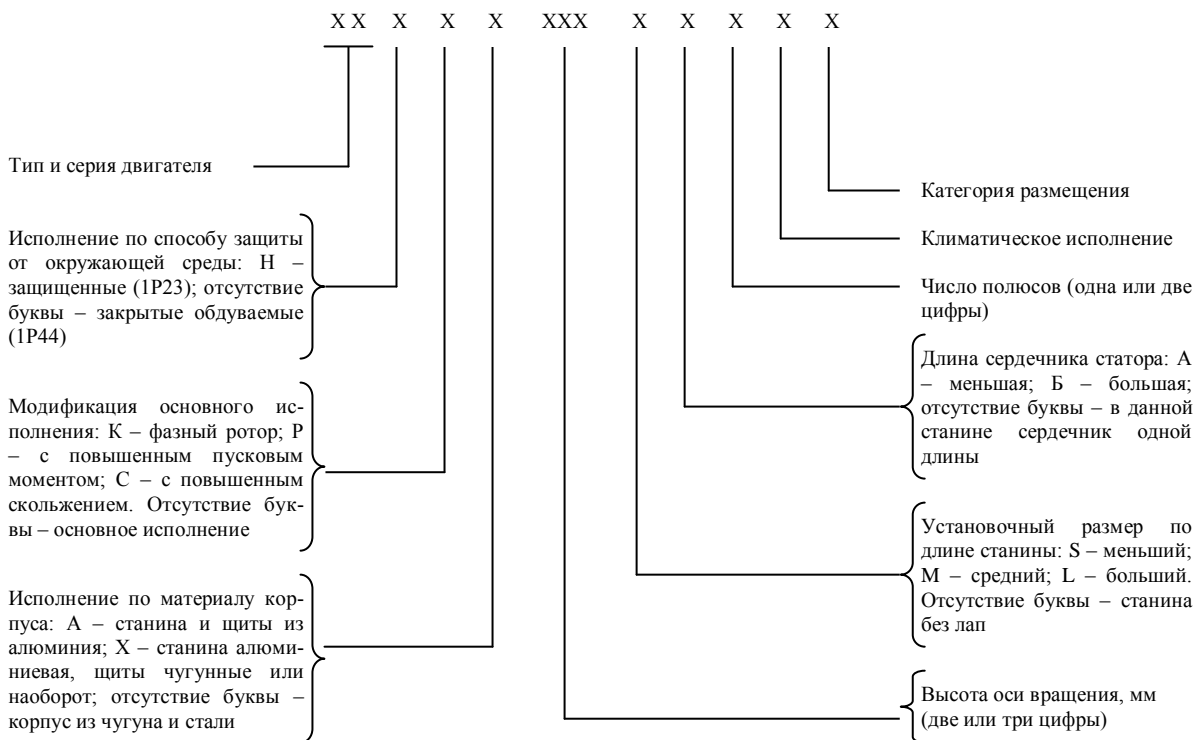 X X X X X XXX X X X X X
Тип и серия двигателя
Исполнение по способу защиты
от окружающей среды: Н –
защищенные (1Р23); отсутствие
буквы – закрытые обдуваемые
(1Р44)
Модификация основного ис-
полнения: К – фазный ротор; Р
– с повышенным пусковым
моментом; С – с повышенным
скольжением. Отсутствие бук-
вы – основное исполнение
Исполнение по материалу кор-
пуса: А – станина и щиты из
алюминия; Х – станина алюми-
ниевая, щиты чугунные или
наоборот; отсутствие буквы –
корпус из чугуна и стали
Категория размещения
Климатическое исполнение
Число полюсов (одна или две
цифры)
Длина сердечника статора: А
– меньшая; Б – большая;
отсутствие буквы – в данной
станине сердечник одной
длины
Установочный размер по
длине станины: S – меньший;
М – средний; L – больший.
Отсутствие буквы – станина
без лап
Высота оси вращения, мм
(две или три цифры)